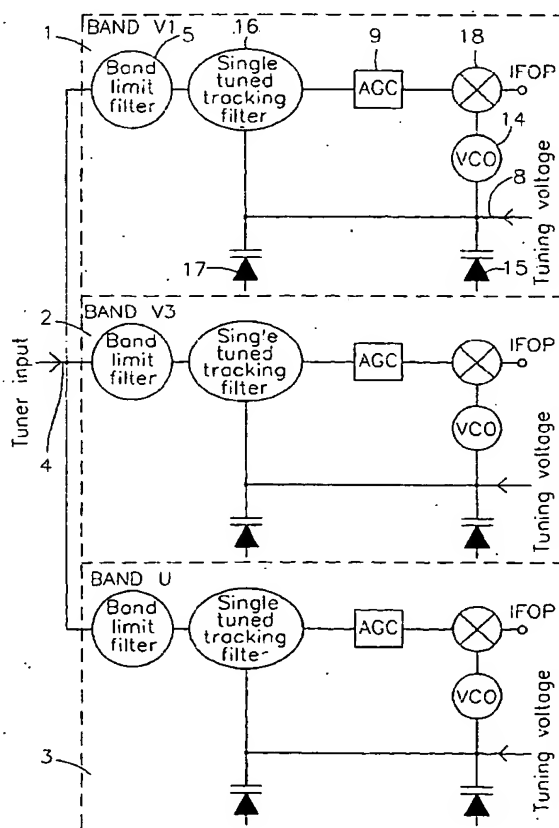 1
BAND V1
5
16
9
18
IFOP
Band
limit
filter
Single
tuned
tracking
filter
AGC
14
VCO
8
Tuning voltage
17
15
2
BAND V3
Tuner input
4
Band
limit
filter
Sing'e
tuned
tracking
filter
AGC
IFOP
VCO
Tuning voltage
BAND U
Band
limit
filter
Single
tuned
tracking
filte-
AGC
IFOP
VCO
Tuning voltage
3